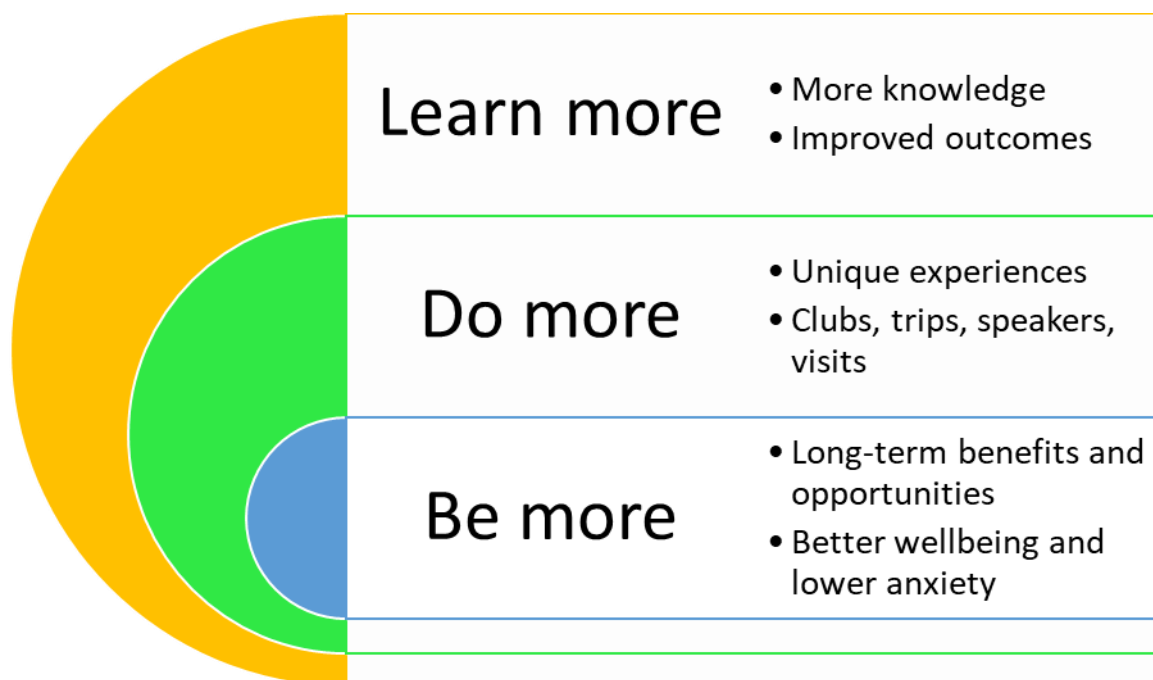 Learn more
• More knowledge
• Improved outcomes
Do more
• Unique experiences
• Clubs, trips, speakers,
visits
Be more
• Long-term benefits and
opportunities
• Better wellbeing and
lower anxiety